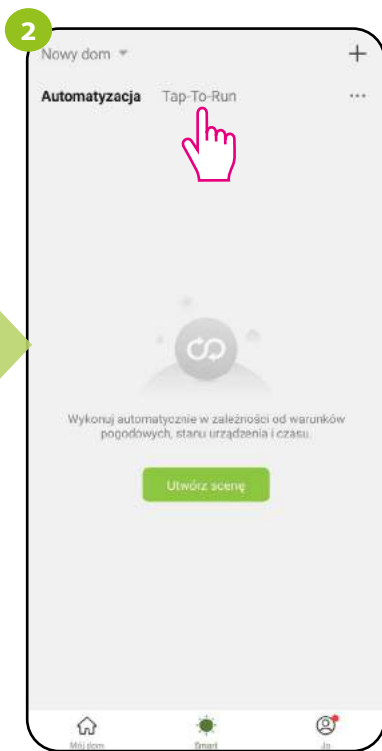 2
Nowy dom
Automatyzacja Tap-To-Run
Wykonuj automatycznie w zależności od warunków
pogodowych, stanu urządzenia i czasu.
Utwórz scenę
Mój dom Smart Ja